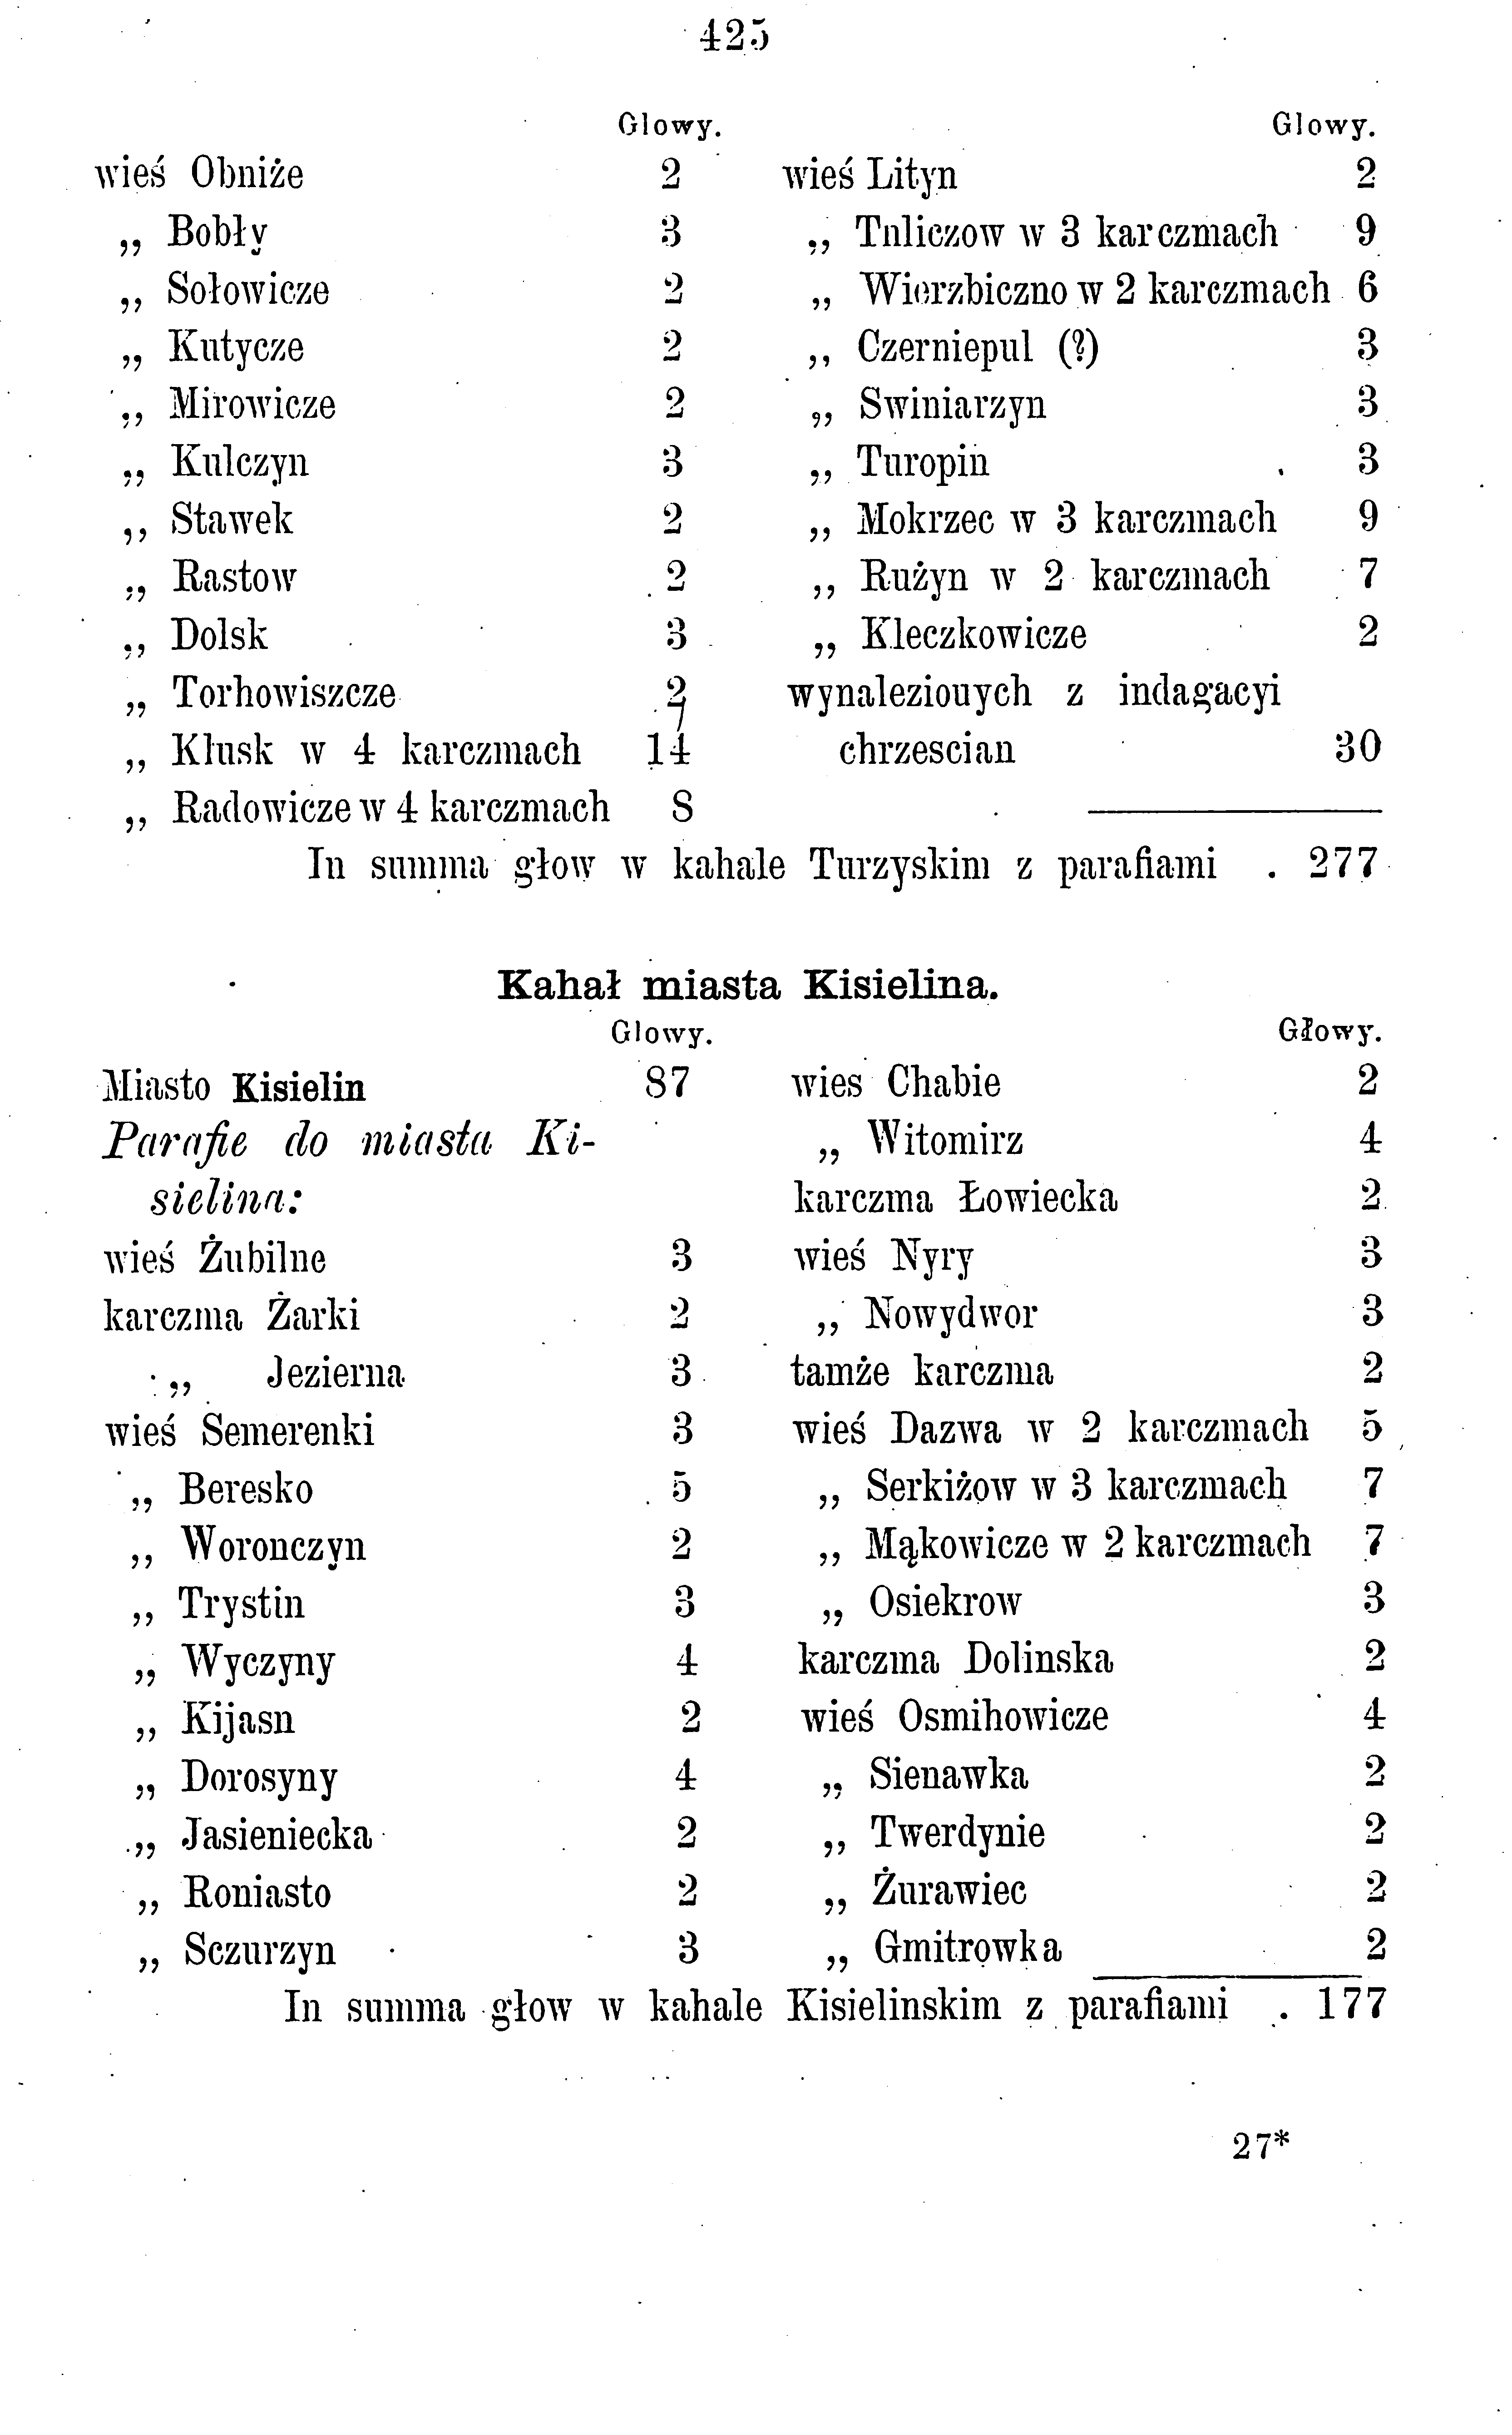 425
Glowy.
wieś Obniże 2
„ Bobły 3
„ Sołowicze 2
„ Kutycze 2
„ Mirowicze 2
„ Kulczyn 3
„ Stawek 2
„ Rastow 2
„ Dolsk 3
„ Torhowiszcze 2
„ Klusk w 4 karczmach 14
„ Radowicze w 4 karczmach 8
Glowy.
wieś Lityn 2
„ Tuliczow w 3 karczmach 9
„ Wierzbiczno w 2 karczmach 6
„ Czerniepul (?) 3
„ Swiniarzyn 3
„ Turopin 3
„ Mokrzec w 3 karczmach 9
„ Rużyn w 2 karczmach 7
„ Kleczkowicze 2
wynaleziouych z indagacyi
chrzescian 30
In summa głow w kahale Turzyskim z parafiami . 277
Kahał miasta Kisielina.
Glowy.
Miasto Kisielin 87
Parafie do miasta Ki-
sielina:
wieś Żubilne 3
karczma Żarki 2
„ Jezierna 3
wieś Semerenki 3
„ Beresko 5
„ Woronczyn 2
„ Trystin 3
„ Wyczyny 4
„ Kijasn 2
„ Dorosyny 4
„ Jasieniecka 2
„ Roniasto 2
„ Sczurzyn 3
Głowy.
wies Chabie 2
„ Witomirz 4
karczma Łowiecka 2
wieś Nyry 3
„ Nowydwor 3
tamże karczma 2
wieś Dazwa w 2 karczmach 5
„ Serkiżow w 3 karczmach 7
„ Mąkowicze w 2 karczmach 7
„ Osiekrow 3
karczma Dolinska 2
wieś Osmihowicze 4
„ Sienawka 2
„ Twerdynie 2
„ Żurawiec 2
„ Gmitrowka 2
In summa głow w kahale Kisielinskim z parafiami . 177
27*